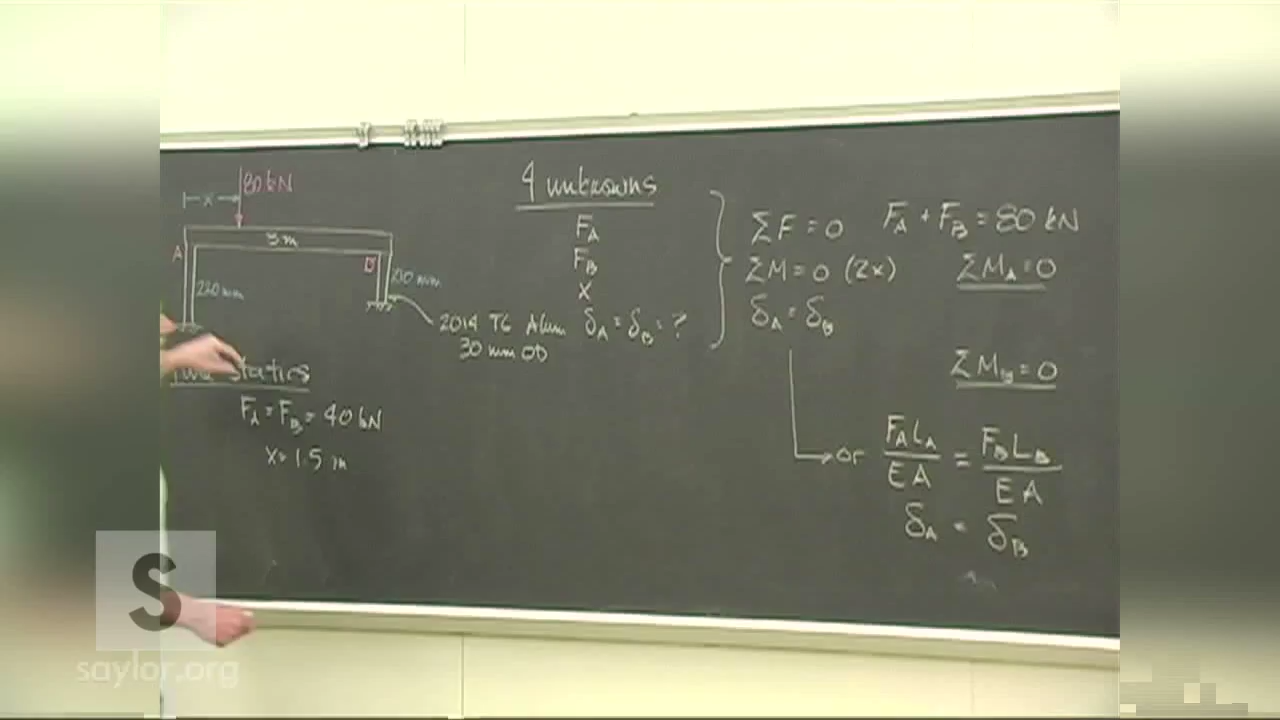 80 kN
x
3 m
A
B
220 mm
210 mm
2014 T6 Alum
30 mm OD
Statics
F_A = F_B = 40 kN
x = 1.5 m
4 unknowns
F_A
F_B
x
δ_A = δ_B = ?
ΣF = 0 F_A + F_B = 80 kN
ΣM = 0 (2x) ΣM_A = 0
δ_A = δ_B
ΣM_B = 0
or F_A L_A / EA = F_B L_B / EA
δ_A = δ_B
S
saylor.org